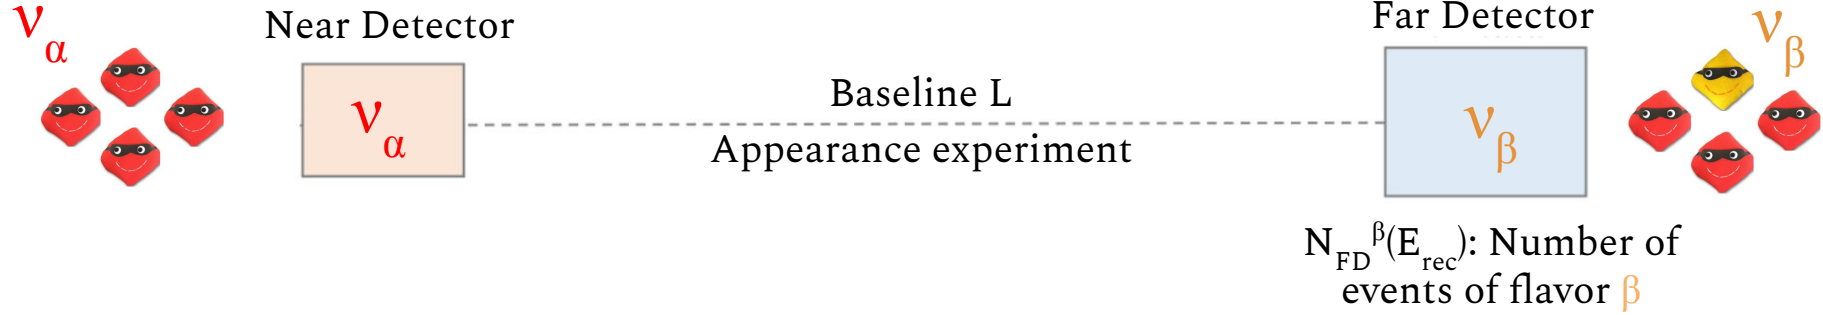 ν_α
Near Detector
ν_α
Baseline L
Appearance experiment
Far Detector
ν_β
ν_β
N_FD^β(E_rec): Number of
events of flavor β